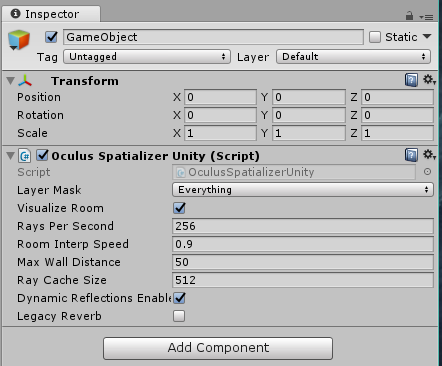 Inspector
GameObject Static
Tag Untagged Layer Default
Transform
Position X 0 Y 0 Z 0
Rotation X 0 Y 0 Z 0
Scale X 1 Y 1 Z 1
Oculus Spatializer Unity (Script)
Script OculusSpatializerUnity
Layer Mask Everything
Visualize Room
Rays Per Second 256
Room Interp Speed 0.9
Max Wall Distance 50
Ray Cache Size 512
Dynamic Reflections Enable
Legacy Reverb
Add Component